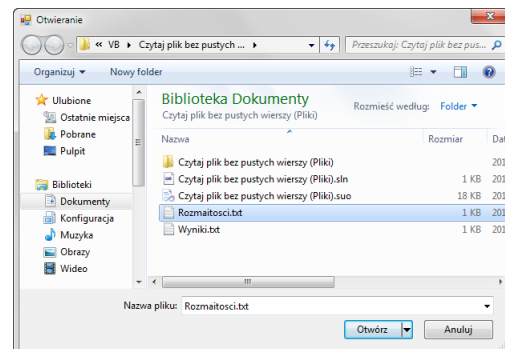 Otwieranie
« VB ▸ Czytaj plik bez pustych ... ▸
Przeszukaj: Czytaj plik bez pus...
Organizuj
Nowy folder
Ulubione
Ostatnie miejsca
Pobrane
Pulpit
Biblioteki
Dokumenty
Konfiguracja
Muzyka
Obrazy
Wideo
Biblioteka Dokumenty
Czytaj plik bez pustych wierszy (Pliki)
Rozmieść według: Folder
Nazwa Rozmiar Dat
Czytaj plik bez pustych wierszy (Pliki) 201
Czytaj plik bez pustych wierszy (Pliki).sln 1 KB 201
Czytaj plik bez pustych wierszy (Pliki).suo 18 KB 201
Rozmaitosci.txt 1 KB 201
Wyniki.txt 1 KB 201
Nazwa pliku: Rozmaitosci.txt
Otwórz Anuluj